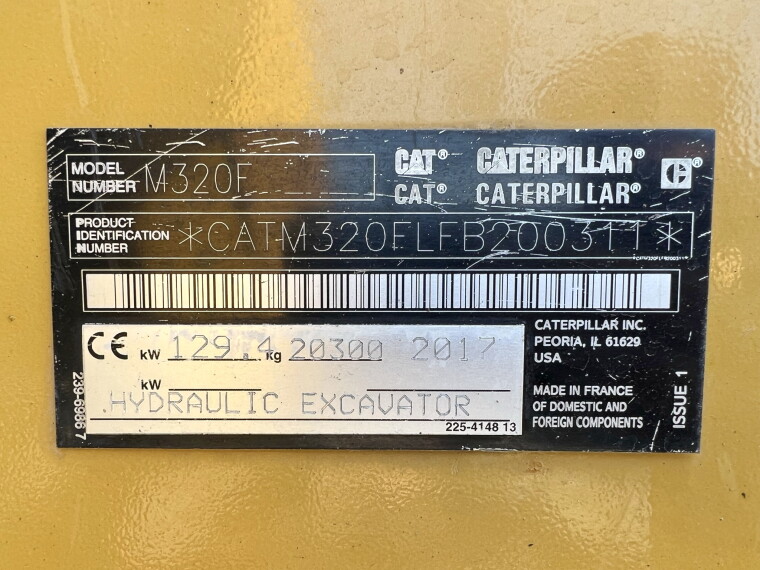 MODEL NUMBER M320F
CAT® CATERPILLAR®
CAT® CATERPILLAR®
C®
PRODUCT IDENTIFICATION NUMBER *CATM320FLFB200311*
*CATM320FLFB200311*
CE kW 129.4 kg 20300 2017
kW
HYDRAULIC EXCAVATOR
225-4148 13
239-6986 7
CATERPILLAR INC.
PEORIA, IL 61629
USA
MADE IN FRANCE
OF DOMESTIC AND
FOREIGN COMPONENTS
ISSUE 1